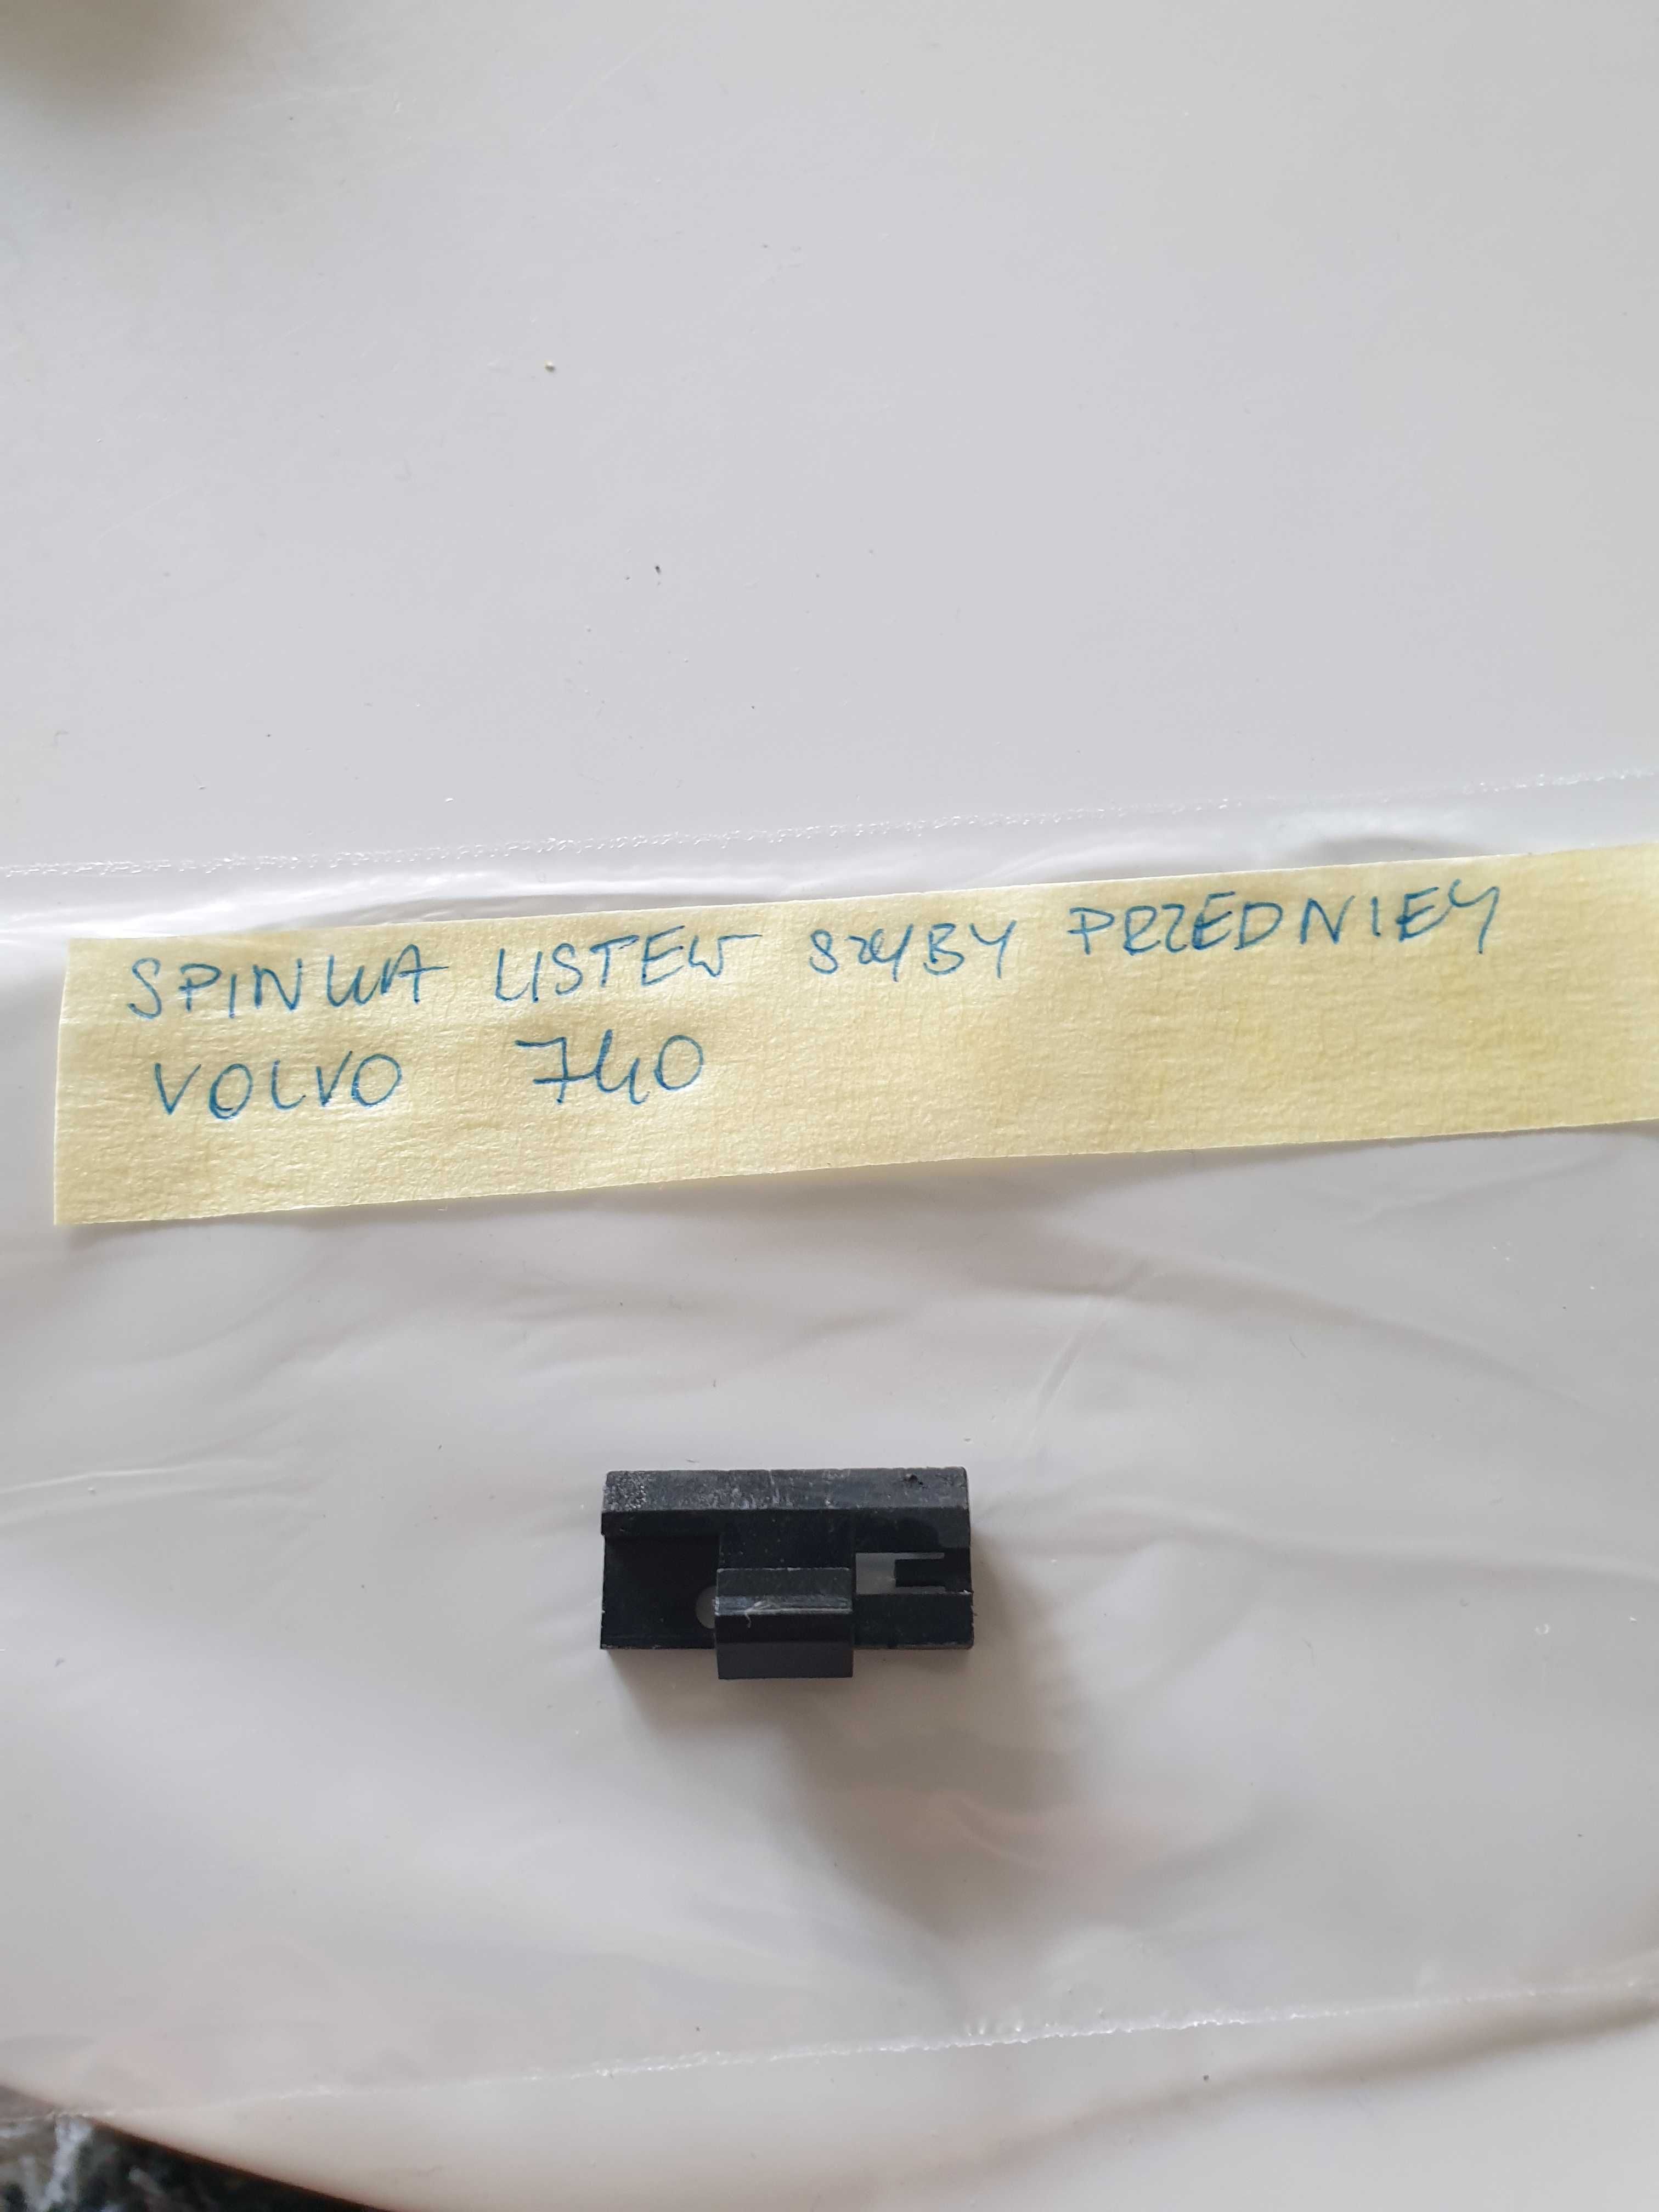 SPINKA LISTEW SZYBY PRZEDNIEJ
VOLVO 740